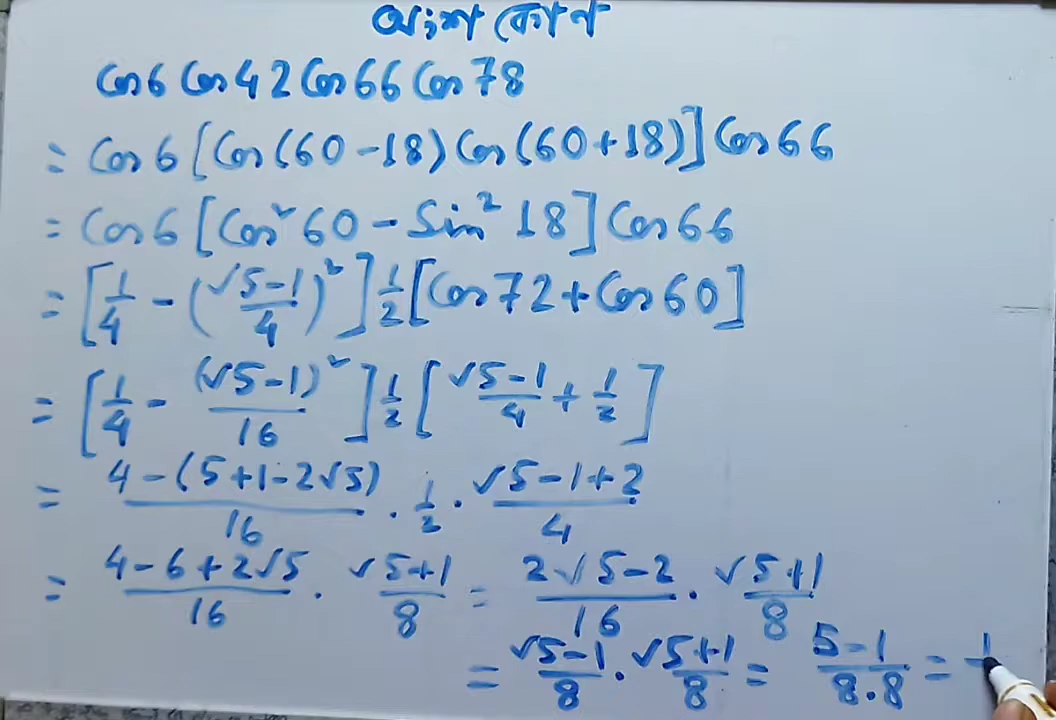 অংক কোণ
Cos6 Cos42 Cos66 Cos78
= Cos6[Cos(60-18)Cos(60+18)]Cos66
= Cos6[Cos²60 - Sin²18]Cos66
= [1/4 - (√5-1/4)²]1/2[Cos72+Cos60]
= [1/4 - (√5-1)²/16]1/2[√5-1/4 + 1/2]
= 4-(5+1-2√5)/16 . 1/2 . √5-1+2/4
= 4-6+2√5/16 . √5+1/8 = 2√5-2/16 . √5+1/8
= √5-1/8 . √5+1/8 = 5-1/8.8 = 1